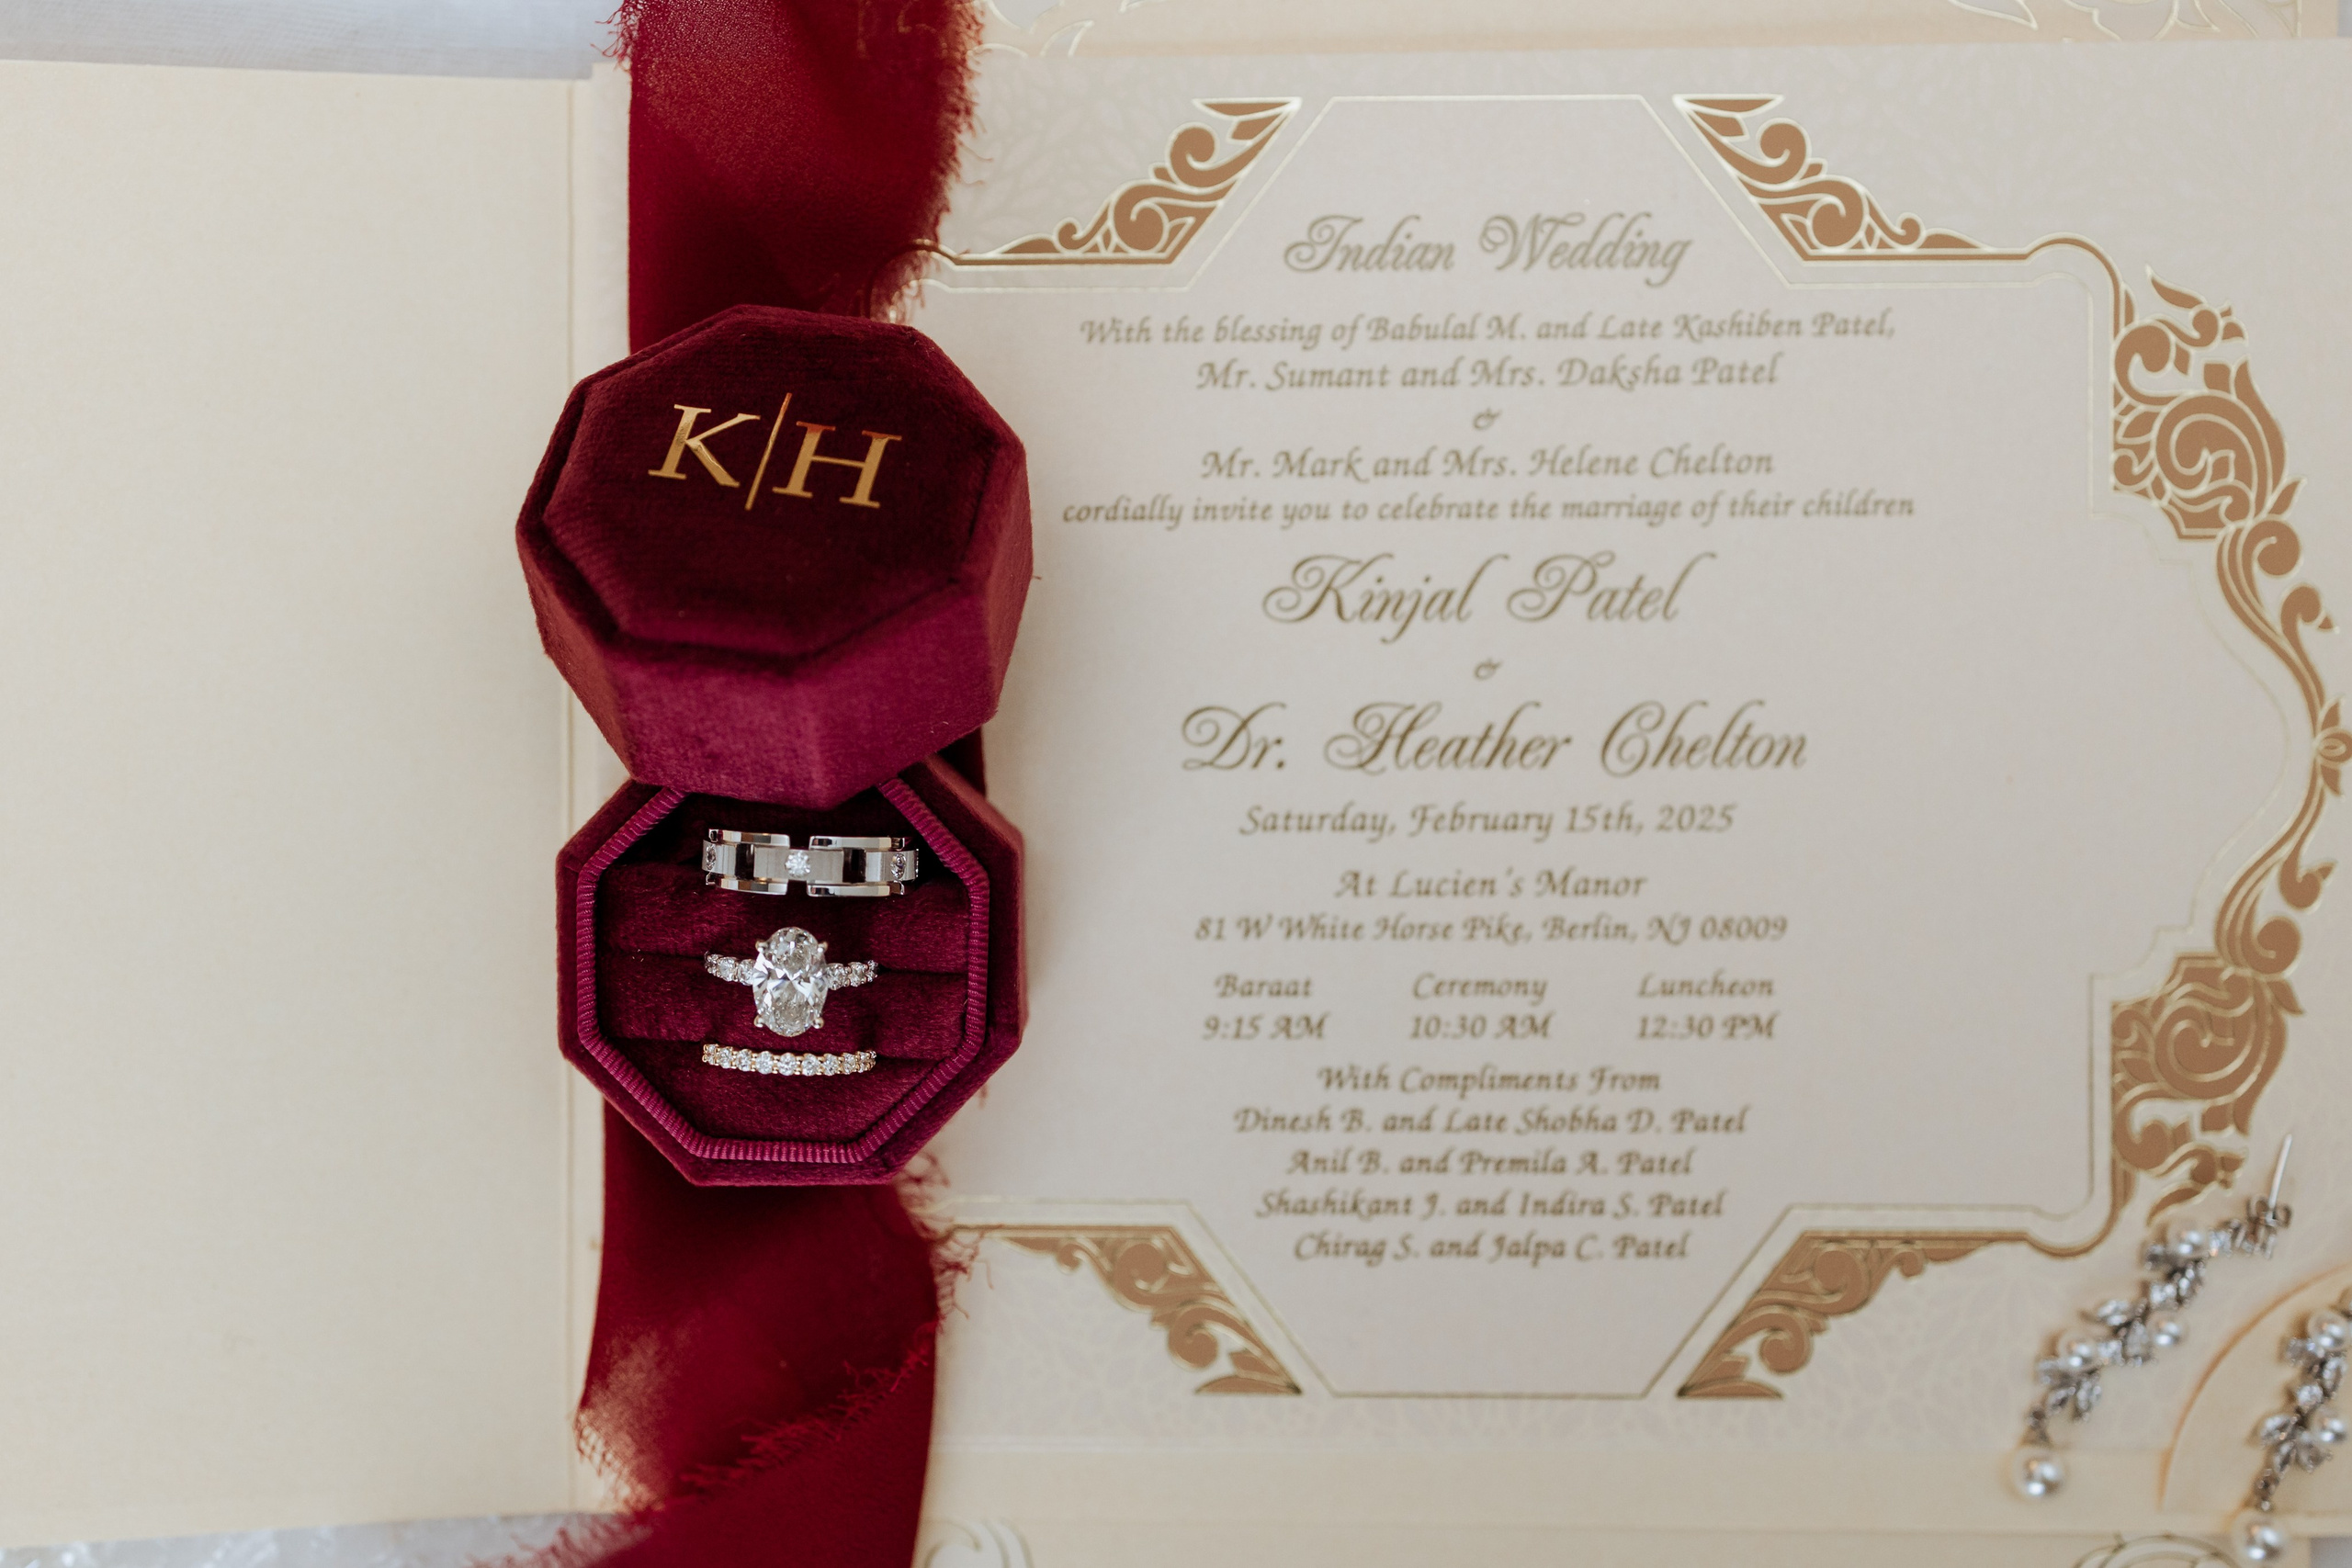 K|H
Indian Wedding
With the blessing of Babulal M. and Late Kashiben Patel,
Mr. Sumant and Mrs. Daksha Patel
&
Mr. Mark and Mrs. Helene Chelton
cordially invite you to celebrate the marriage of their children
Kinjal Patel
&
Dr. Heather Chelton
Saturday, February 15th, 2025
At Lucien's Manor
81 W White Horse Pike, Berlin, NJ 08009
Baraat Ceremony Luncheon
9:15 AM 10:30 AM 12:30 PM
With Compliments From
Dinesh B. and Late Shobha D. Patel
Anil B. and Premila A. Patel
Shashikant J. and Indira S. Patel
Chirag S. and Jalpa C. Patel